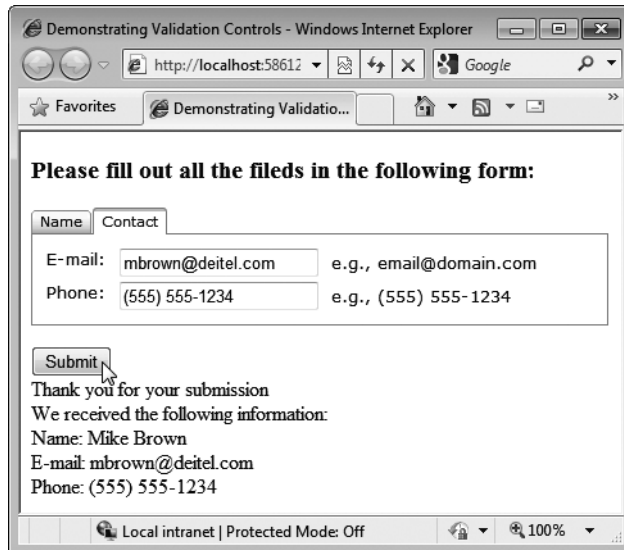 Demonstrating Validation Controls - Windows Internet Explorer
http://localhost:58612
Google
Favorites
Demonstrating Validatio...
»
Please fill out all the fileds in the following form:
Name
Contact
E-mail: mbrown@deitel.com e.g., email@domain.com
Phone: (555) 555-1234 e.g., (555) 555-1234
Submit
Thank you for your submission
We received the following information:
Name: Mike Brown
E-mail: mbrown@deitel.com
Phone: (555) 555-1234
Local intranet | Protected Mode: Off
100%